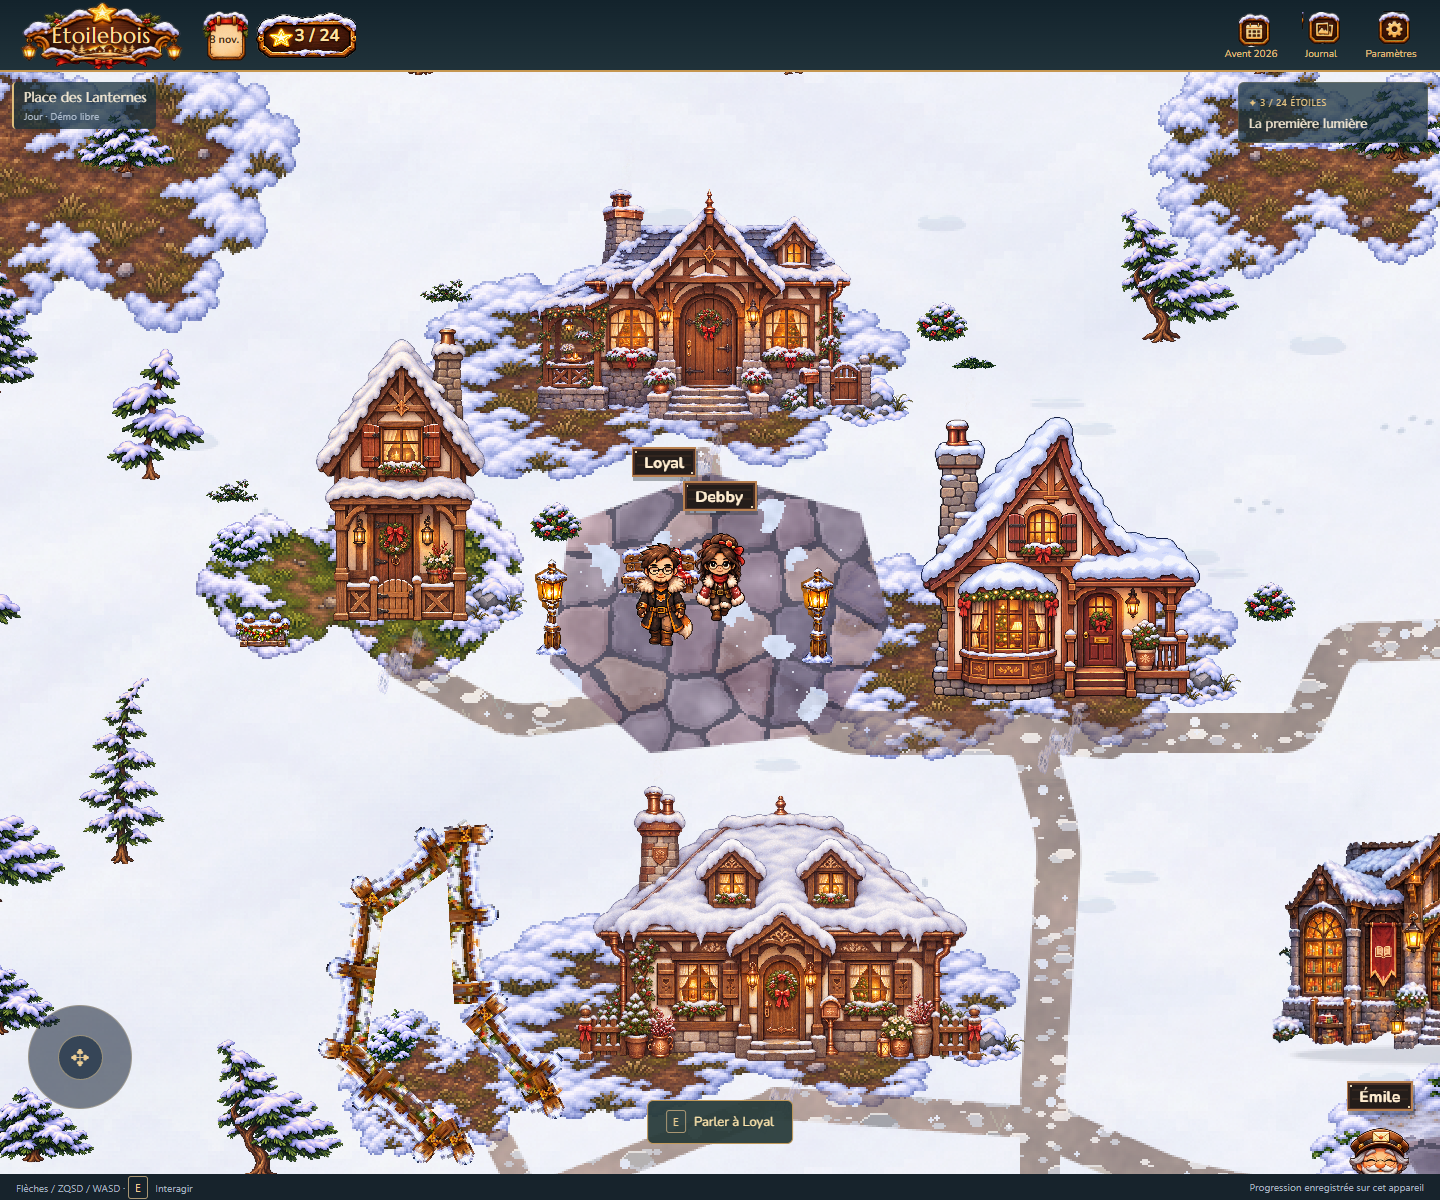 Etoilebois
8 nov.
3 / 24
Avent 2026
Journal
Paramètres
Place des Lanternes
Jour · Démo libre
✦ 3 / 24 ÉTOILES
La première lumière
Loyal
Debby
Émile
E Parler à Loyal
Flèches / ZQSD / WASD · E Interagir
Progression enregistrée sur cet appareil